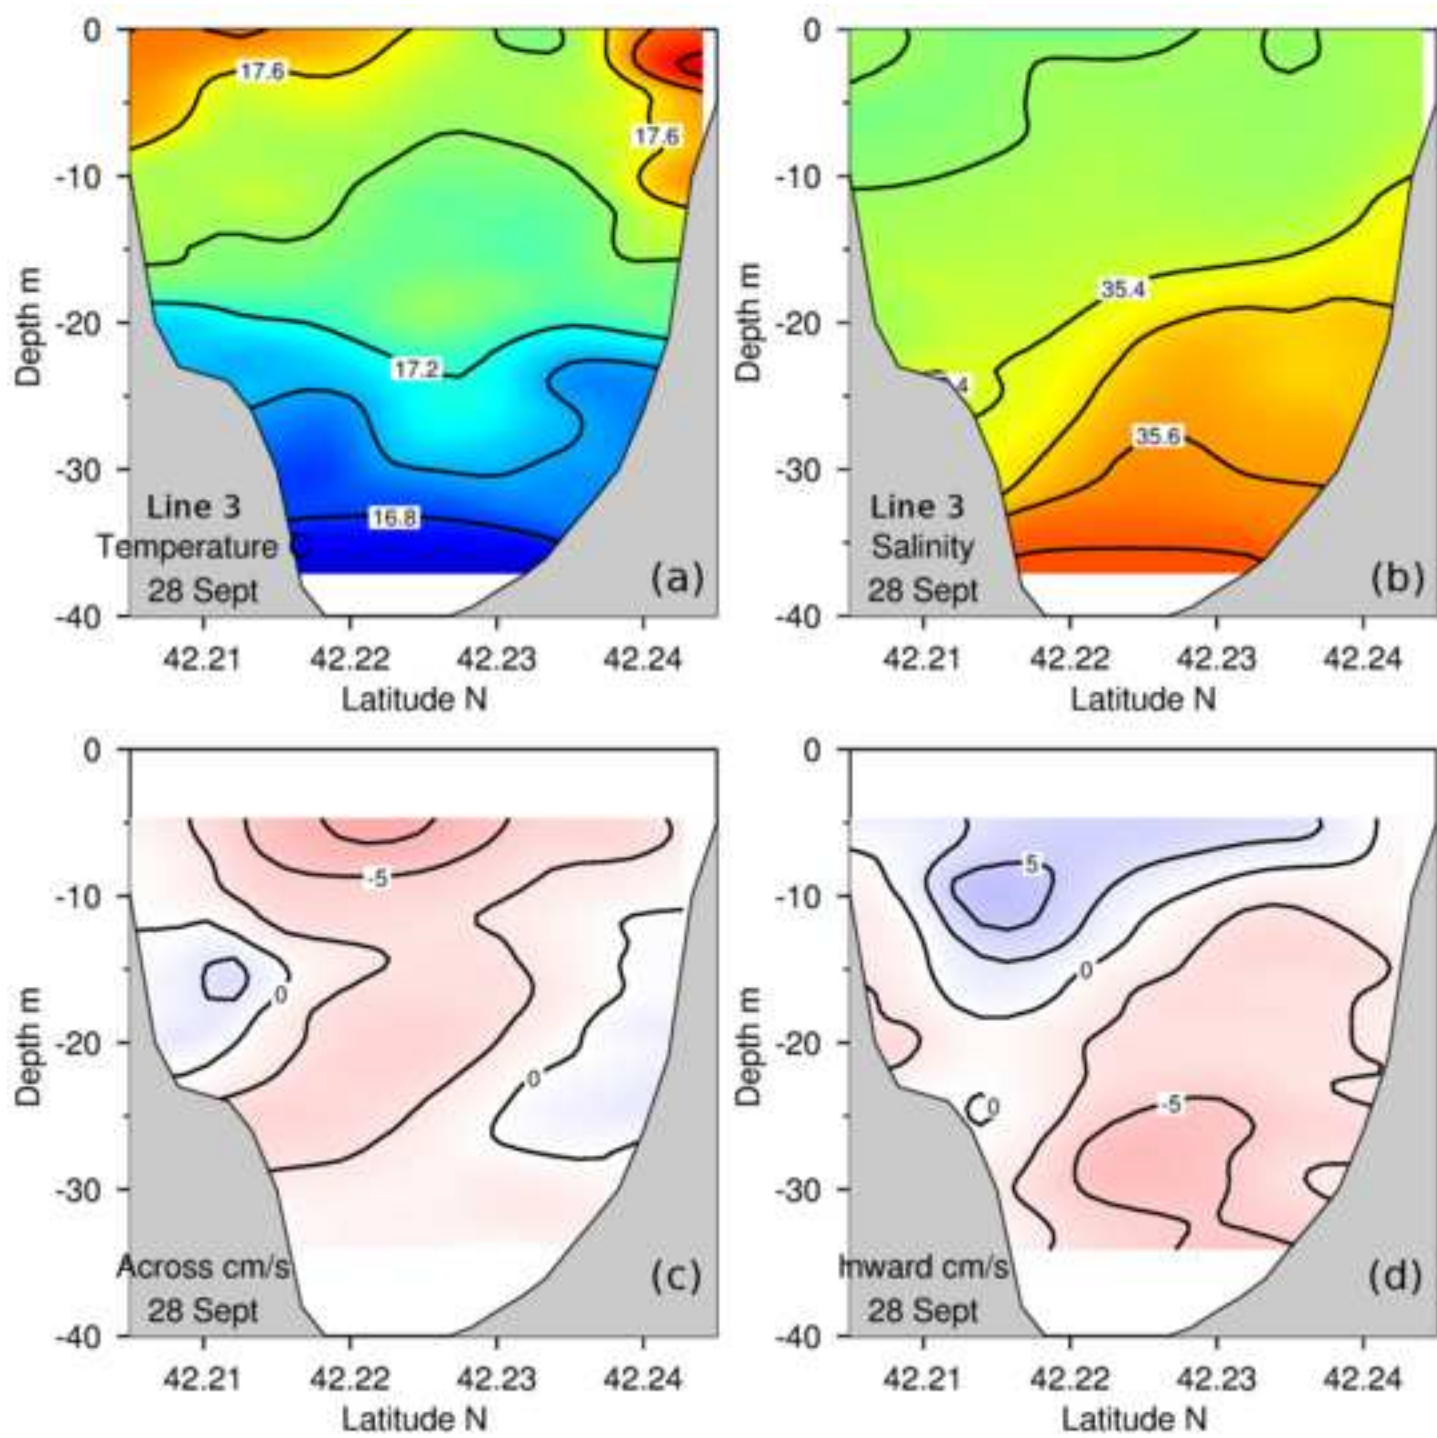 0
-10
-20
-30
-40
Depth m
17.6
17.6
17.2
16.8
Line 3
Temperature C
28 Sept
(a)
42.21 42.22 42.23 42.24
Latitude N
0
-10
-20
-30
-40
Depth m
35.4
4
35.6
Line 3
Salinity
28 Sept
(b)
42.21 42.22 42.23 42.24
Latitude N
0
-10
-20
-30
-40
Depth m
-5
0
0
Across cm/s
28 Sept
(c)
42.21 42.22 42.23 42.24
Latitude N
0
-10
-20
-30
-40
Depth m
5
0
0
-5
Inward cm/s
28 Sept
(d)
42.21 42.22 42.23 42.24
Latitude N